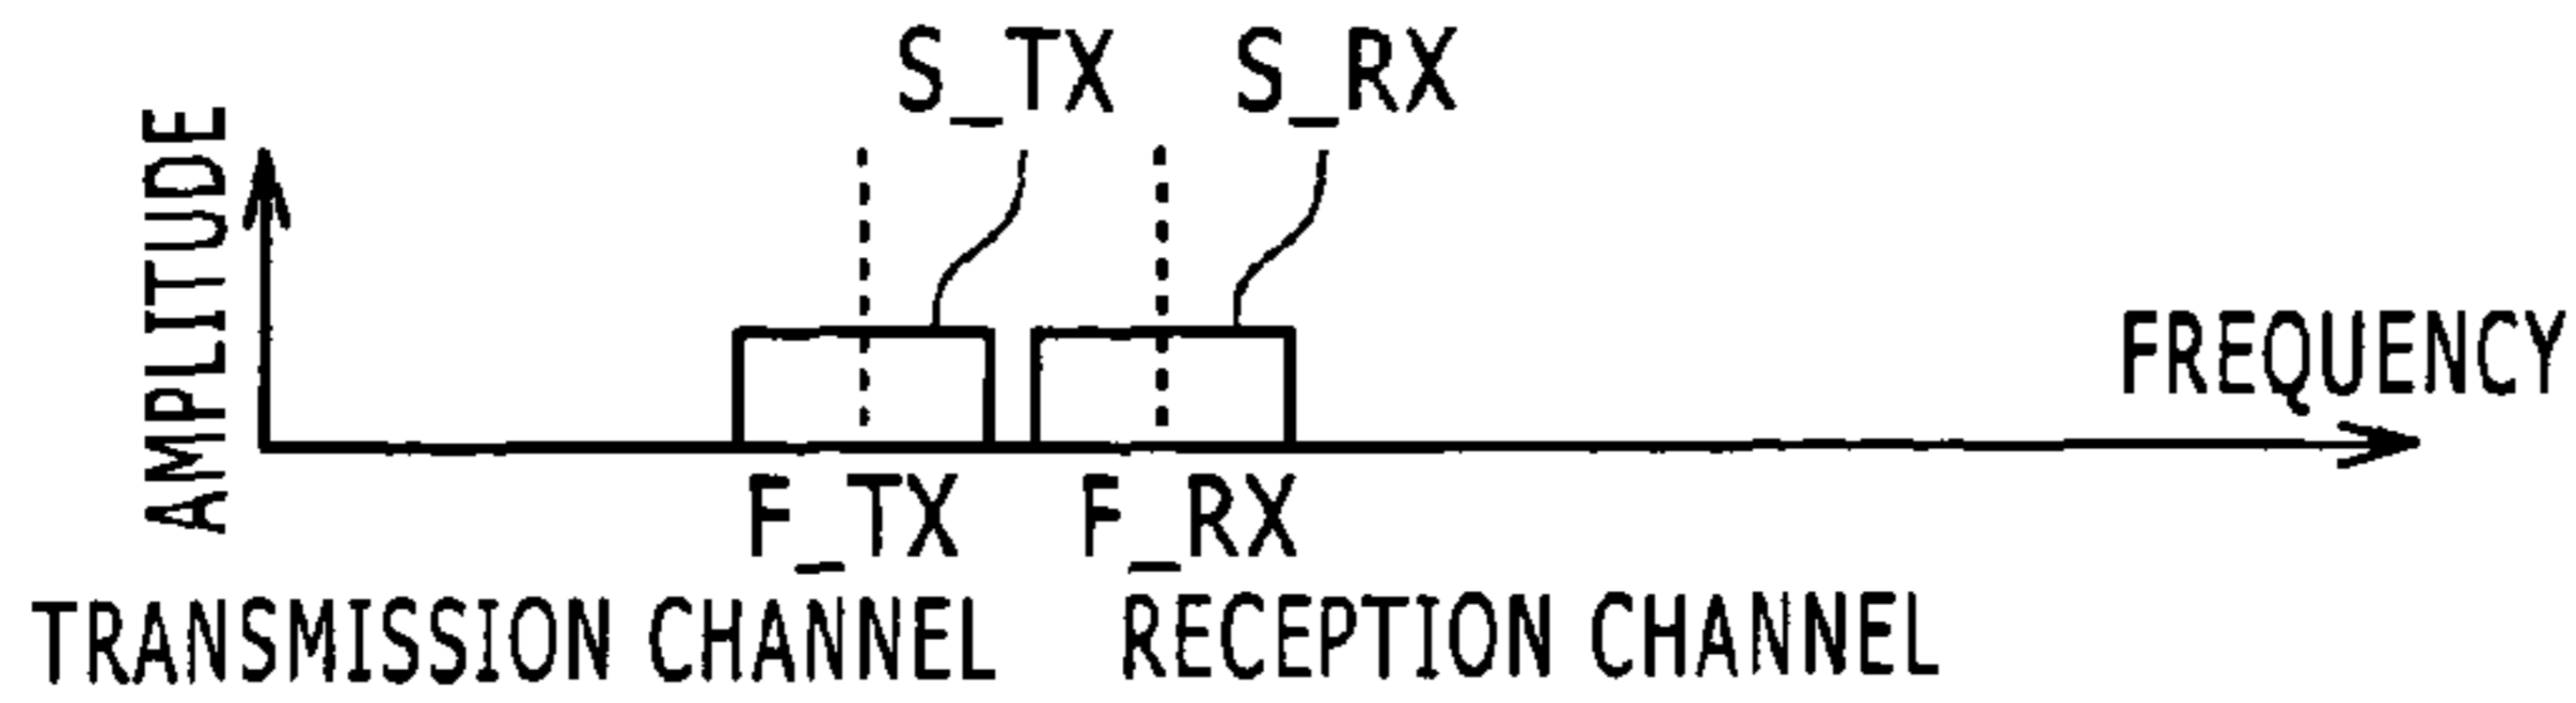 S_TX S_RX
AMPLITUDE
FREQUENCY
F_TX F_RX
TRANSMISSION CHANNEL RECEPTION CHANNEL